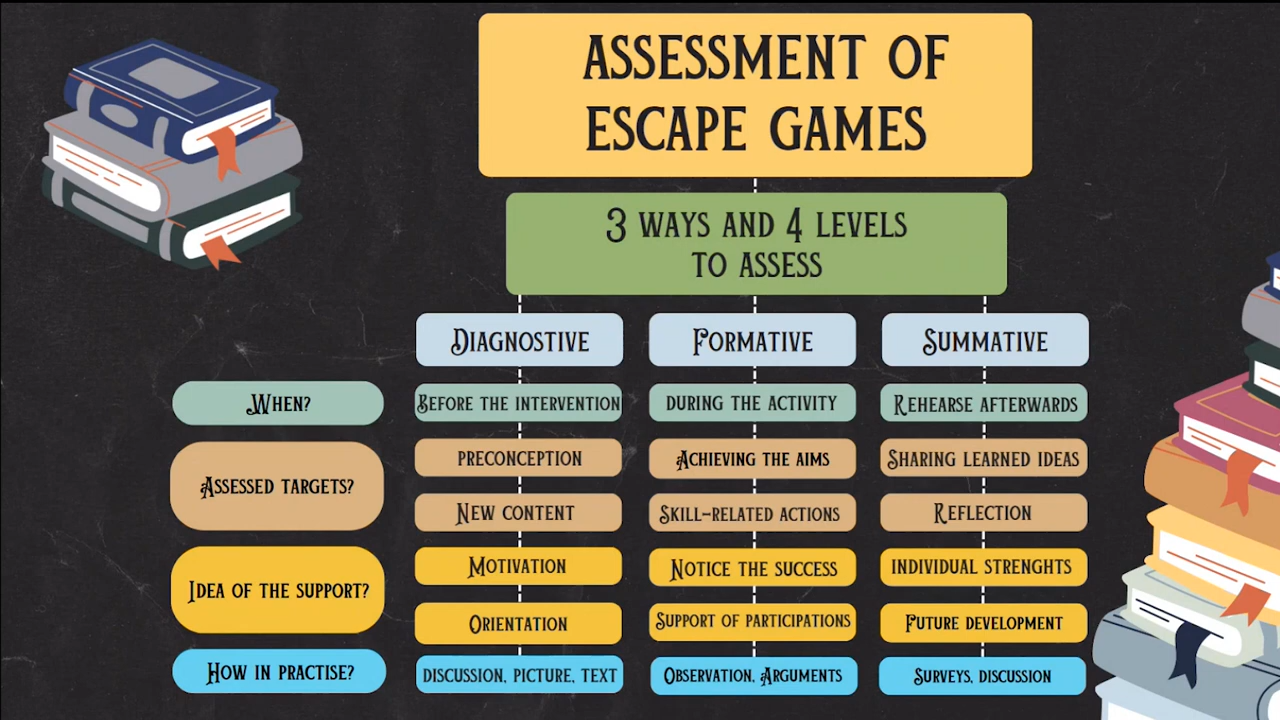 ASSESSMENT OF
ESCAPE GAMES
3 WAYS AND 4 LEVELS
TO ASSESS
DIAGNOSTIVE
FORMATIVE
SUMMATIVE
WHEN?
BEFORE THE INTERVENTION
DURING THE ACTIVITY
REHEARSE AFTERWARDS
ASSESSED TARGETS?
PRECONCEPTION
ACHIEVING THE AIMS
SHARING LEARNED IDEAS
NEW CONTENT
SKILL-RELATED ACTIONS
REFLECTION
IDEA OF THE SUPPORT?
MOTIVATION
NOTICE THE SUCCESS
INDIVIDUAL STRENGHTS
ORIENTATION
SUPPORT OF PARTICIPATIONS
FUTURE DEVELOPMENT
HOW IN PRACTISE?
DISCUSSION, PICTURE, TEXT
OBSERVATION, ARGUMENTS
SURVEYS, DISCUSSION